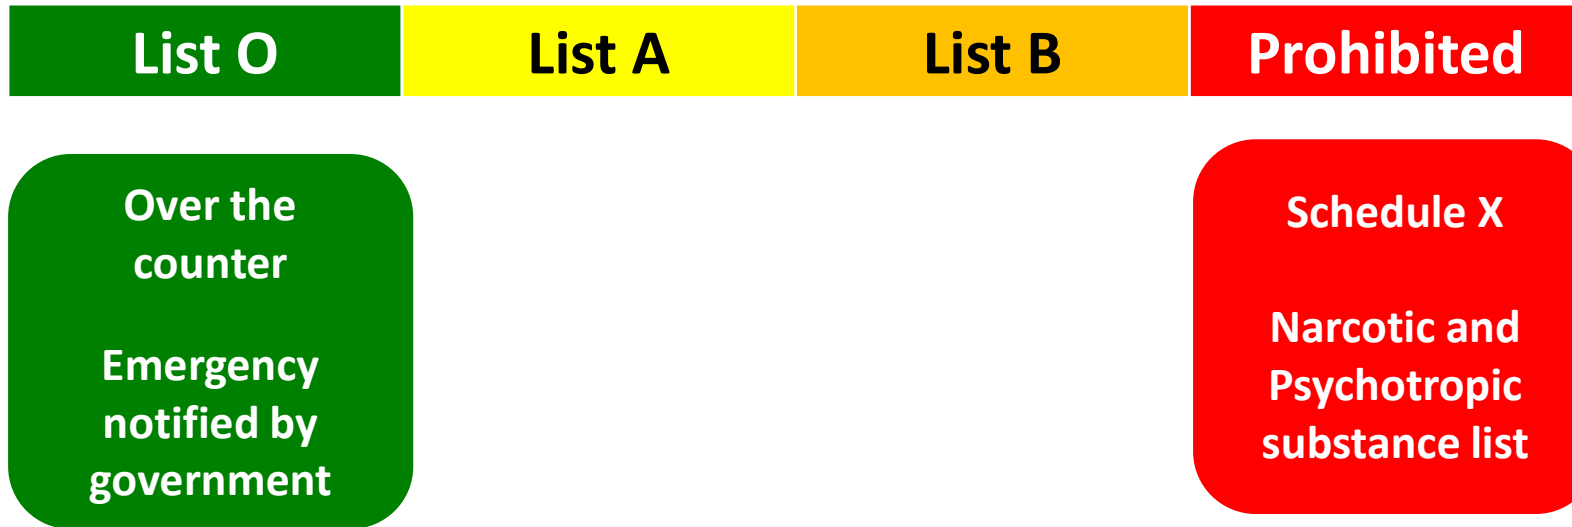 List O
List A
List B
Prohibited
Over the
counter
Emergency
notified by
government
Schedule X
Narcotic and
Psychotropic
substance list